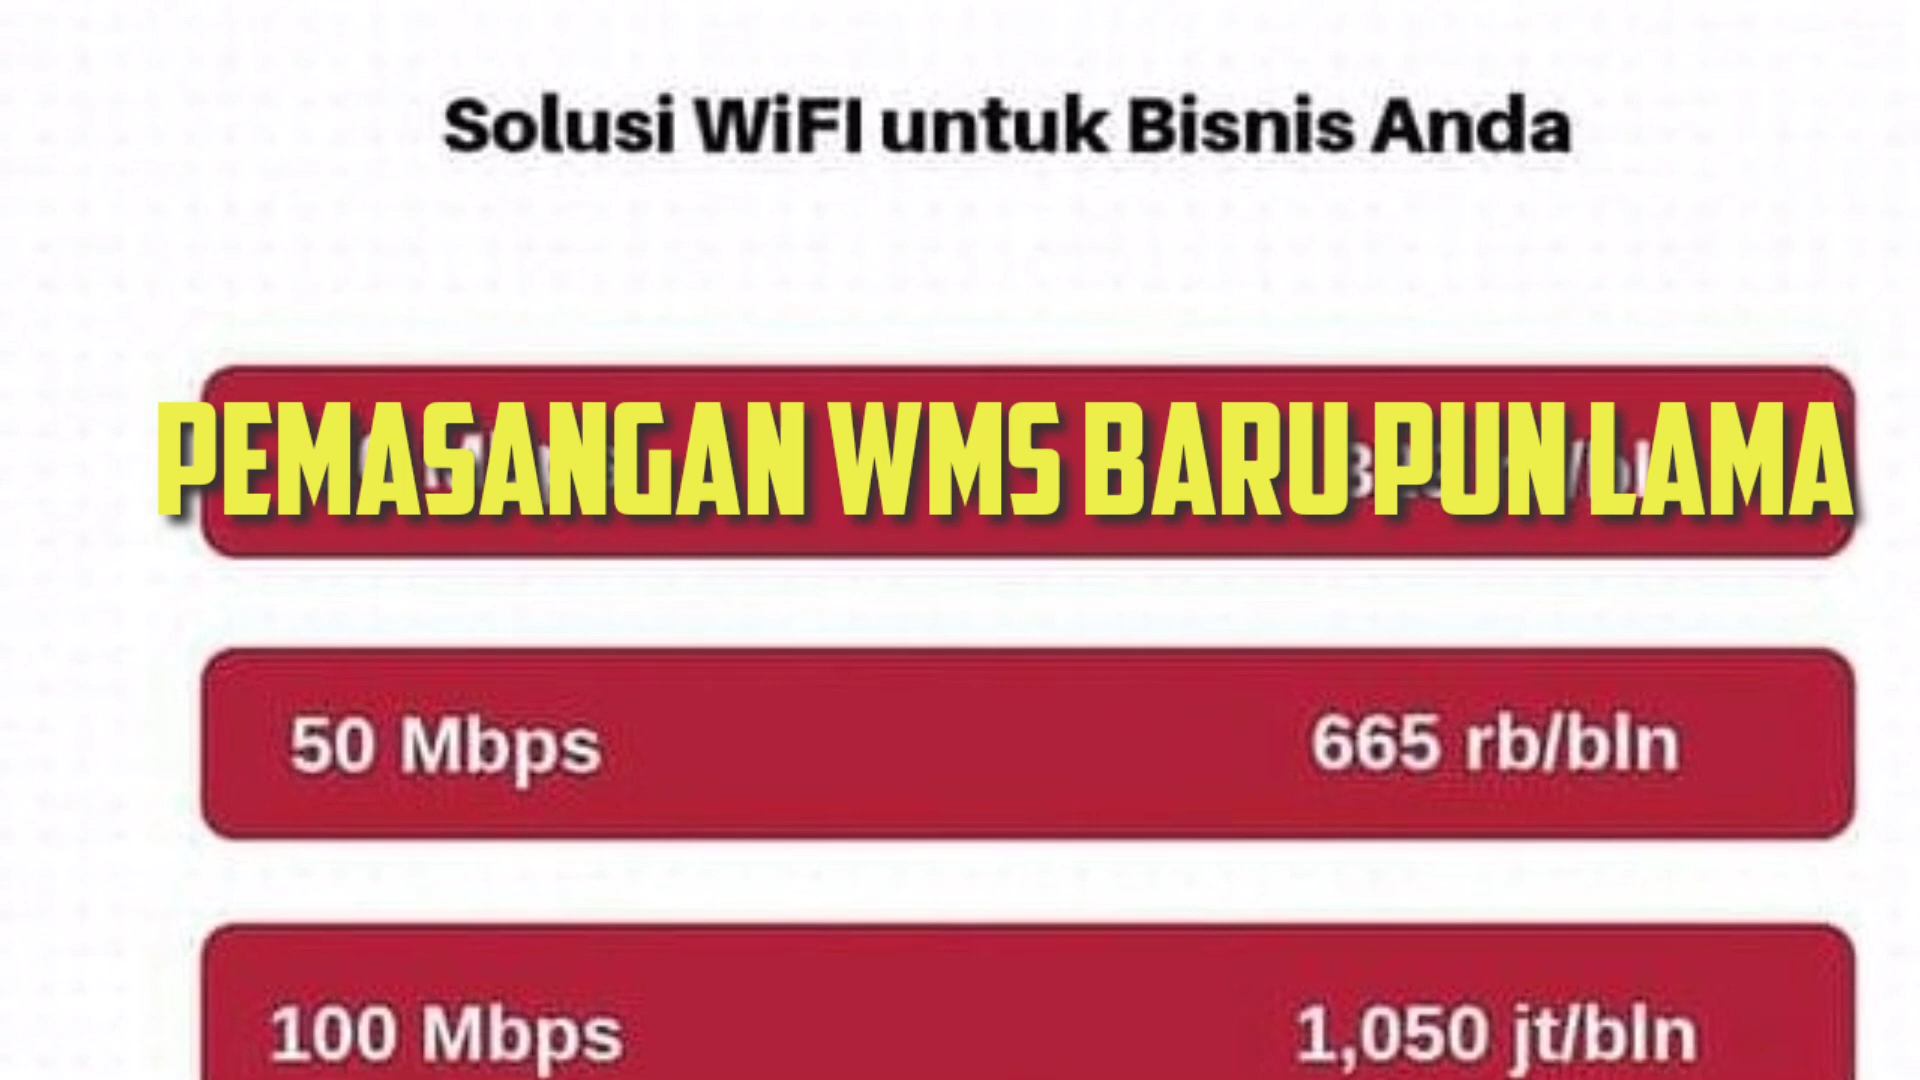 Solusi WiFI untuk Bisnis Anda
PEMASANGAN WMS BARU PUN LAMA
50 Mbps 665 rb/bln
100 Mbps 1,050 jt/bln